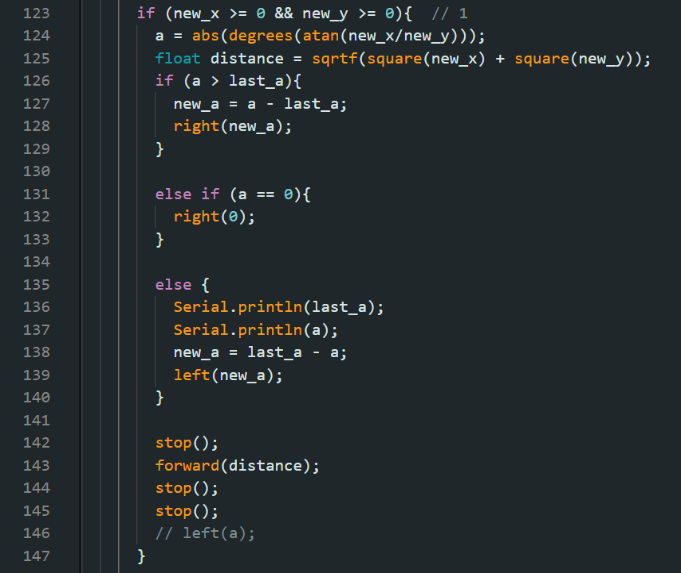 123 if (new_x >= 0 && new_y >= 0){  // 1
124 a = abs(degrees(atan(new_x/new_y)));
125 float distance = sqrtf(square(new_x) + square(new_y));
126 if (a > last_a){
127 new_a = a - last_a;
128 right(new_a);
129 }
130
131 else if (a == 0){
132 right(0);
133 }
134
135 else {
136 Serial.println(last_a);
137 Serial.println(a);
138 new_a = last_a - a;
139 left(new_a);
140 }
141
142 stop();
143 forward(distance);
144 stop();
145 stop();
146 // left(a);
147 }